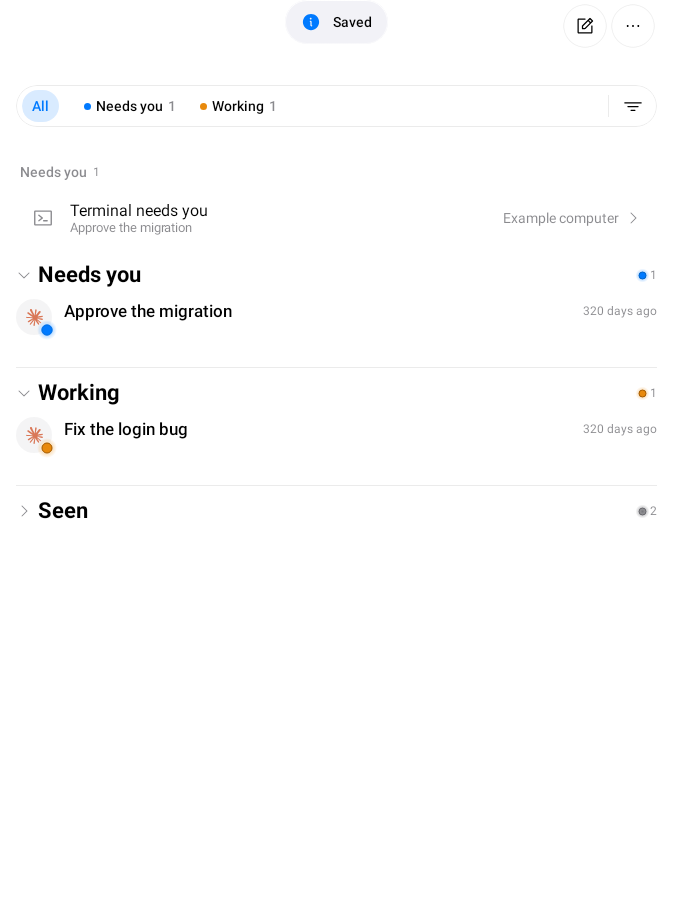 Saved
All
Needs you 1
Working 1
Needs you 1
Terminal needs you
Approve the migration
Example computer
Needs you
1
Approve the migration
320 days ago
Working
1
Fix the login bug
320 days ago
Seen
2